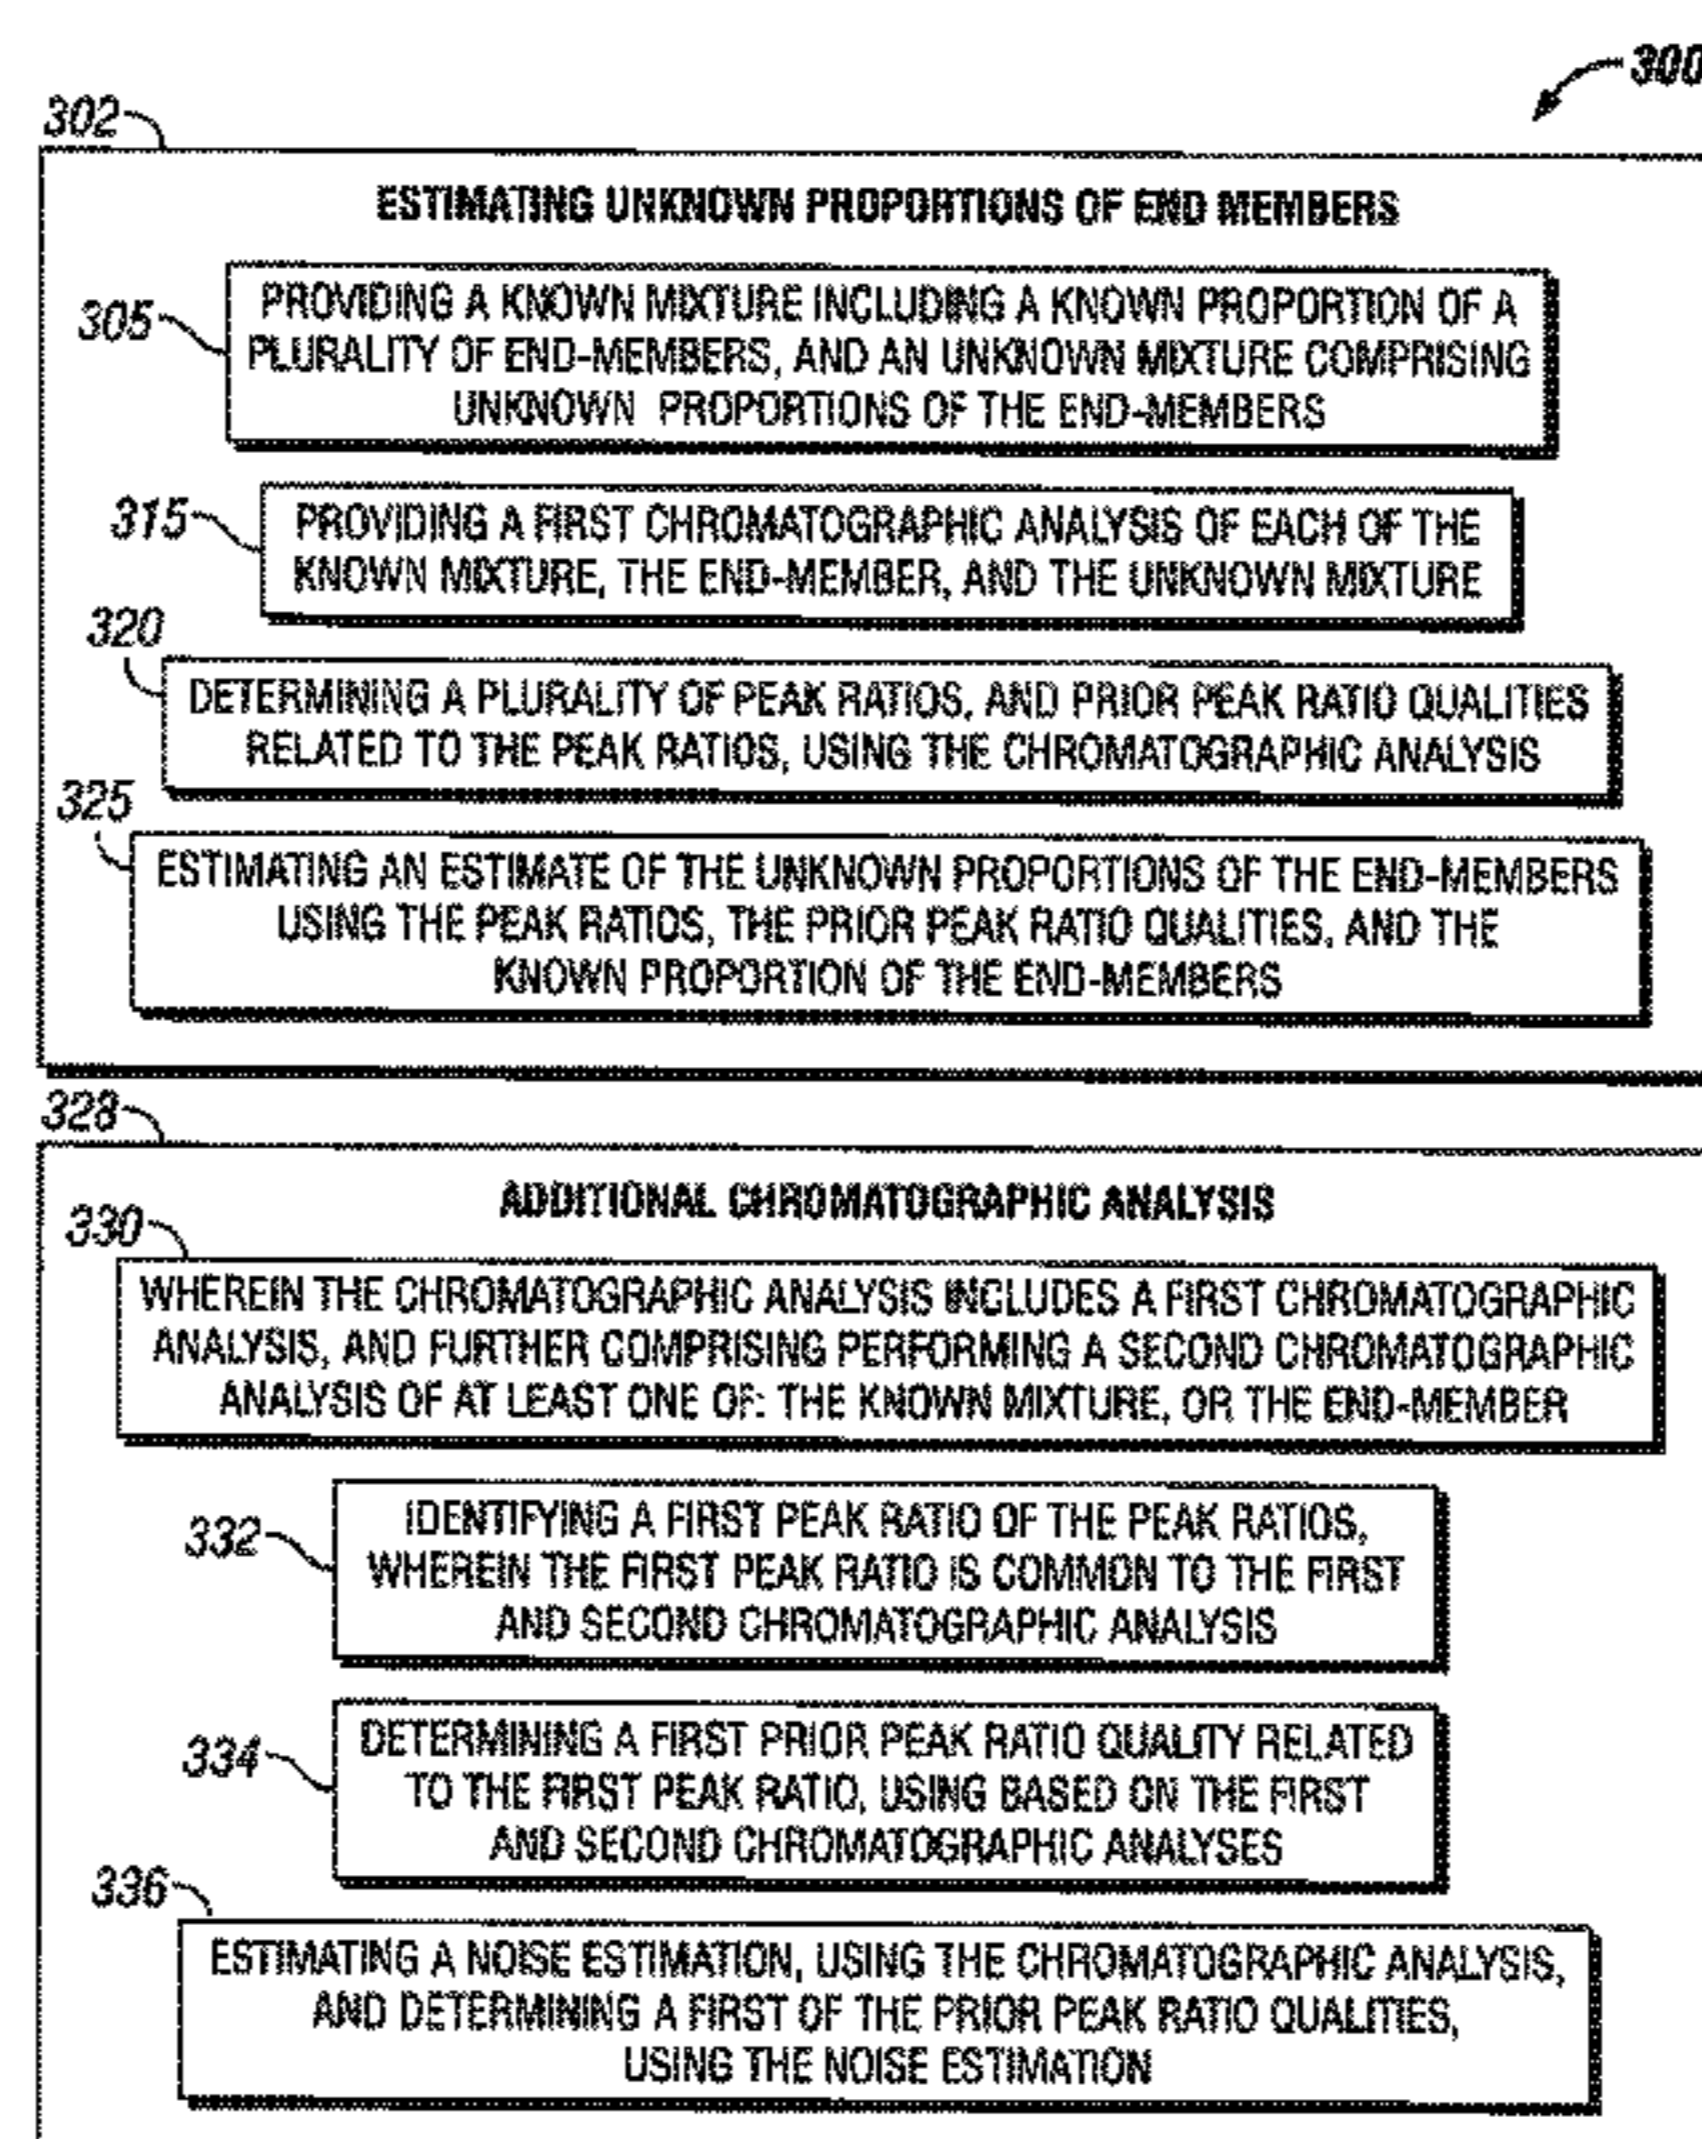 300
302
ESTIMATING UNKNOWN PROPORTIONS OF END MEMBERS
305
PROVIDING A KNOWN MIXTURE INCLUDING A KNOWN PROPORTION OF A
PLURALITY OF END-MEMBERS, AND AN UNKNOWN MIXTURE COMPRISING
UNKNOWN PROPORTIONS OF THE END-MEMBERS
315
PROVIDING A FIRST CHROMATOGRAPHIC ANALYSIS OF EACH OF THE
KNOWN MIXTURE, THE END-MEMBER, AND THE UNKNOWN MIXTURE
320
DETERMINING A PLURALITY OF PEAK RATIOS, AND PRIOR PEAK RATIO QUALITIES
RELATED TO THE PEAK RATIOS, USING THE CHROMATOGRAPHIC ANALYSIS
325
ESTIMATING AN ESTIMATE OF THE UNKNOWN PROPORTIONS OF THE END-MEMBERS
USING THE PEAK RATIOS, THE PRIOR PEAK RATIO QUALITIES, AND THE
KNOWN PROPORTION OF THE END-MEMBERS
328
ADDITIONAL CHROMATOGRAPHIC ANALYSIS
330
WHEREIN THE CHROMATOGRAPHIC ANALYSIS INCLUDES A FIRST CHROMATOGRAPHIC
ANALYSIS, AND FURTHER COMPRISING PERFORMING A SECOND CHROMATOGRAPHIC
ANALYSIS OF AT LEAST ONE OF: THE KNOWN MIXTURE, OR THE END-MEMBER
332
IDENTIFYING A FIRST PEAK RATIO OF THE PEAK RATIOS,
WHEREIN THE FIRST PEAK RATIO IS COMMON TO THE FIRST
AND SECOND CHROMATOGRAPHIC ANALYSIS
334
DETERMINING A FIRST PRIOR PEAK RATIO QUALITY RELATED
TO THE FIRST PEAK RATIO, USING BASED ON THE FIRST
AND SECOND CHROMATOGRAPHIC ANALYSES
336
ESTIMATING A NOISE ESTIMATION, USING THE CHROMATOGRAPHIC ANALYSIS,
AND DETERMINING A FIRST OF THE PRIOR PEAK RATIO QUALITIES,
USING THE NOISE ESTIMATION